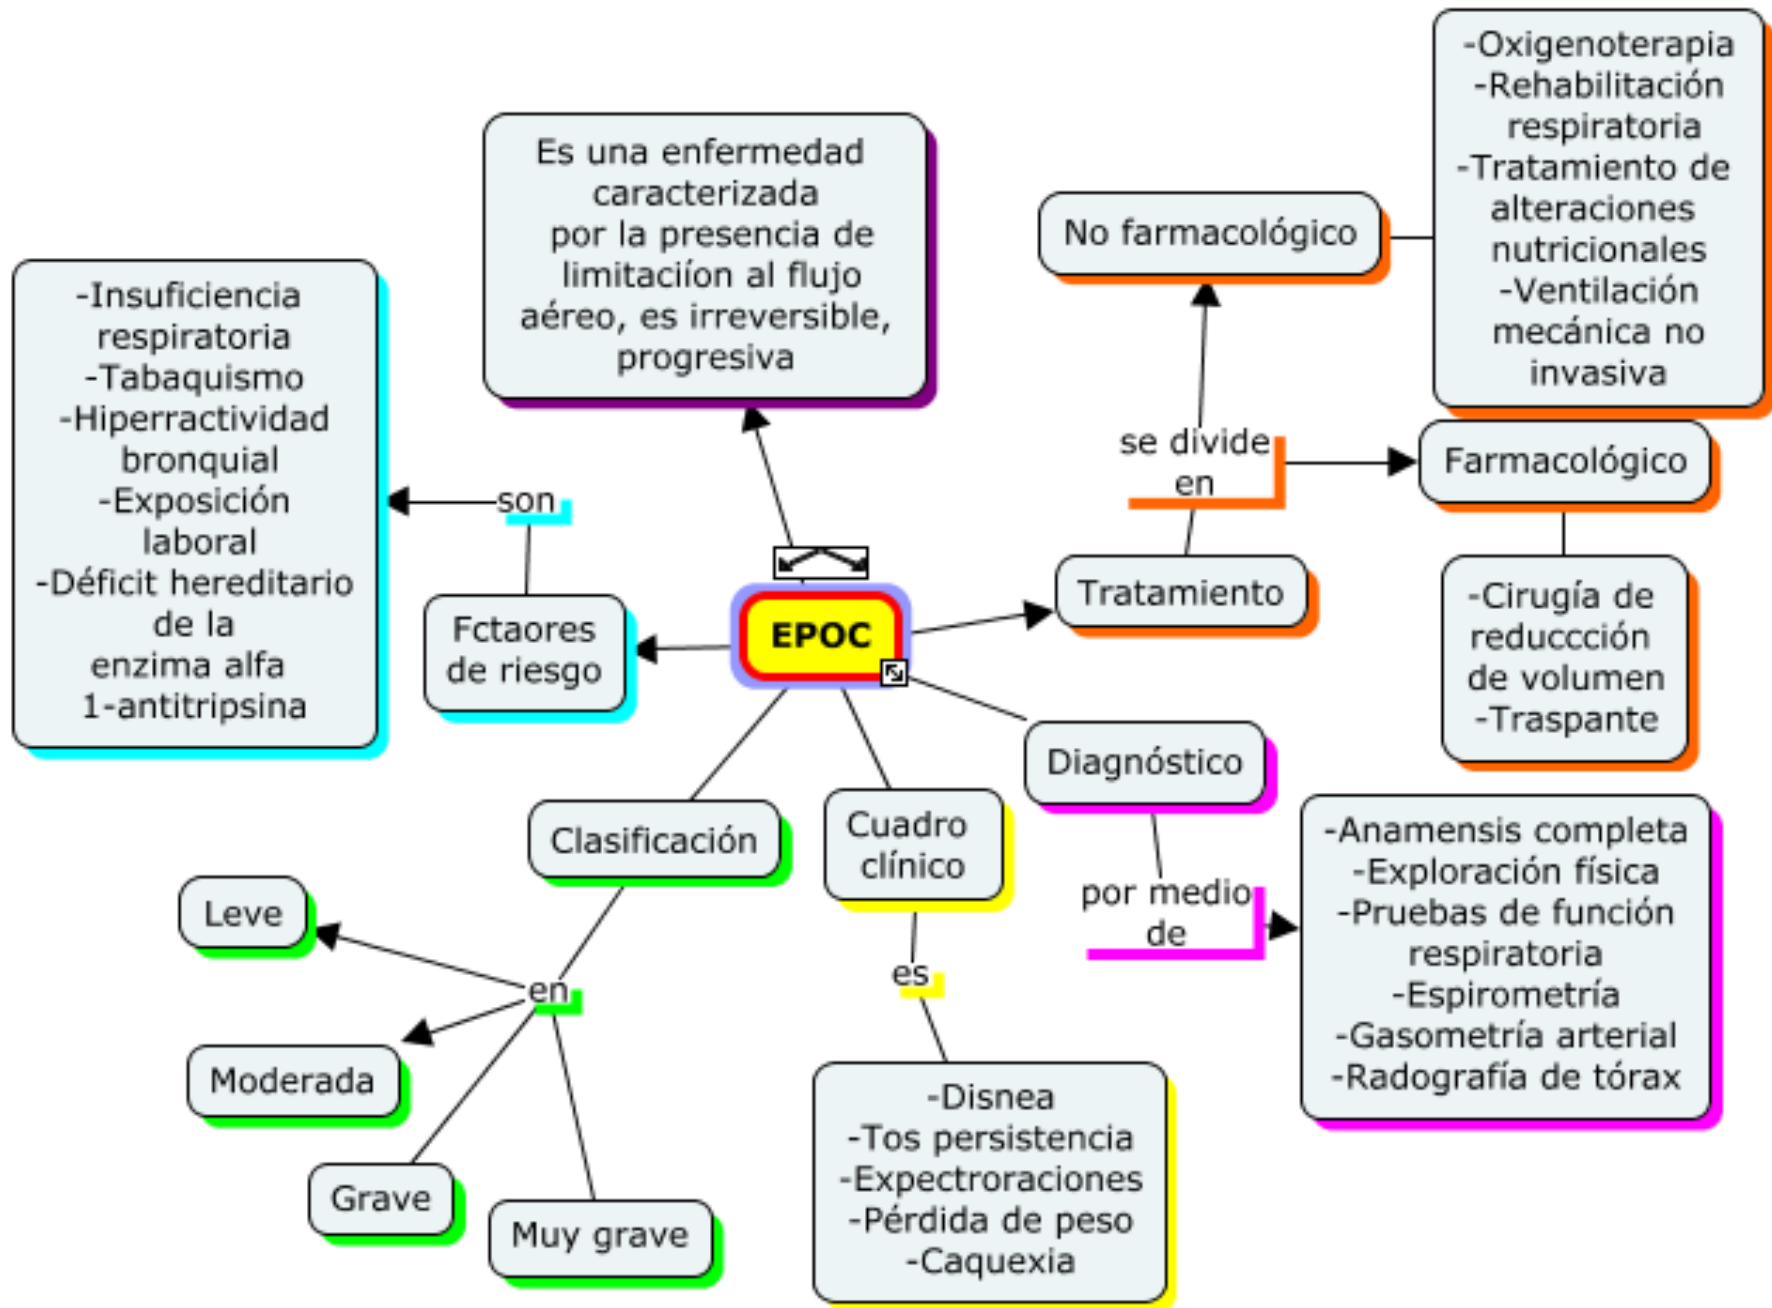 Es una enfermedad
caracterizada
por la presencia de
limitaciíon al flujo
aéreo, es irreversible,
progresiva
-Insuficiencia
respiratoria
-Tabaquismo
-Hiperractividad
bronquial
-Exposición
laboral
-Déficit hereditario
de la
enzima alfa
1-antitripsina
son
Fctaores
de riesgo
EPOC
Tratamiento
se divide
en
No farmacológico
-Oxigenoterapia
-Rehabilitación
respiratoria
-Tratamiento de
alteraciones
nutricionales
-Ventilación
mecánica no
invasiva
Farmacológico
-Cirugía de
reduccción
de volumen
-Traspante
Diagnóstico
por medio
de
-Anamensis completa
-Exploración física
-Pruebas de función
respiratoria
-Espirometría
-Gasometría arterial
-Radografía de tórax
Cuadro
clínico
es
-Disnea
-Tos persistencia
-Expectroraciones
-Pérdida de peso
-Caquexia
Clasificación
en
Leve
Moderada
Grave
Muy grave